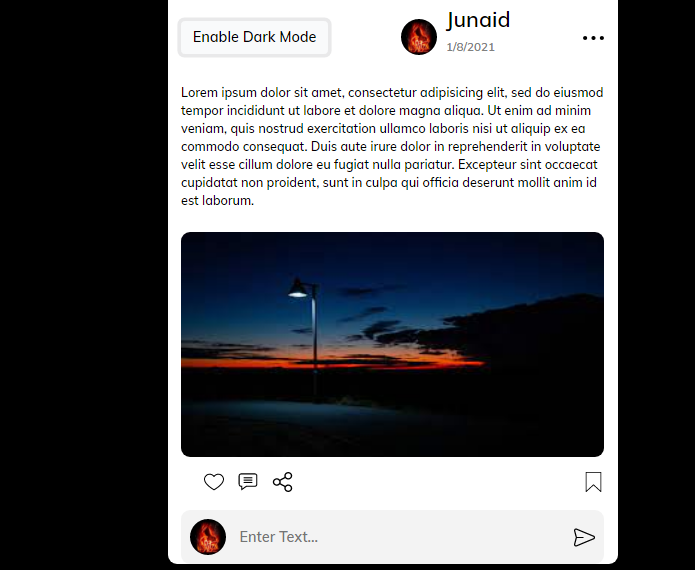 Enable Dark Mode
Junaid
1/8/2021
Lorem ipsum dolor sit amet, consectetur adipisicing elit, sed do eiusmod
tempor incididunt ut labore et dolore magna aliqua. Ut enim ad minim
veniam, quis nostrud exercitation ullamco laboris nisi ut aliquip ex ea
commodo consequat. Duis aute irure dolor in reprehenderit in voluptate
velit esse cillum dolore eu fugiat nulla pariatur. Excepteur sint occaecat
cupidatat non proident, sunt in culpa qui officia deserunt mollit anim id
est laborum.
Enter Text...